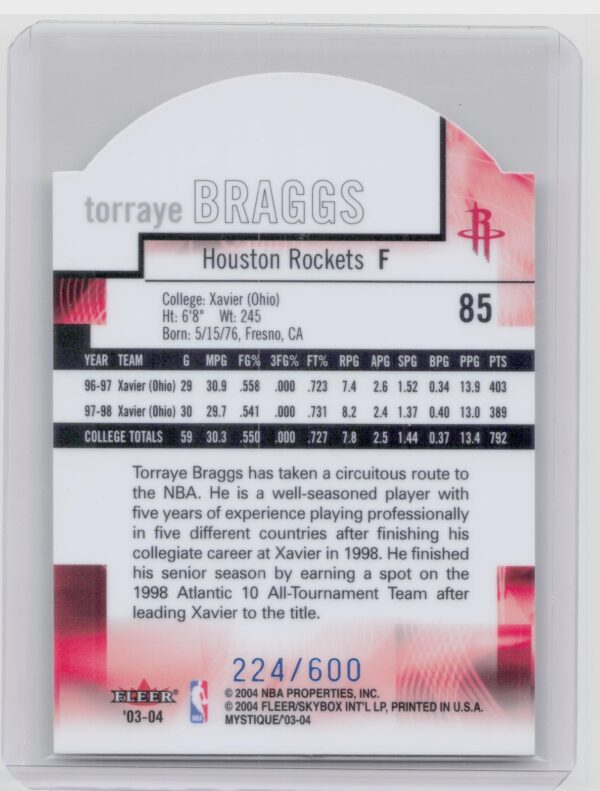 torraye BRAGGS
R
Houston Rockets F
85
College: Xavier (Ohio)
Ht: 6'8" Wt: 245
Born: 5/15/76, Fresno, CA
YEAR TEAM G MPG FG% 3FG% FT% RPG APG SPG BPG PPG PTS
96-97 Xavier (Ohio) 29 30.9 .558 .000 .723 7.4 2.6 1.52 0.34 13.9 403
97-98 Xavier (Ohio) 30 29.7 .541 .000 .731 8.2 2.4 1.37 0.40 13.0 389
COLLEGE TOTALS 59 30.3 .550 .000 .727 7.8 2.5 1.44 0.37 13.4 792
Torraye Braggs has taken a circuitous route to
the NBA. He is a well-seasoned player with
five years of experience playing professionally
in five different countries after finishing his
collegiate career at Xavier in 1998. He finished
his senior season by earning a spot on the
1998 Atlantic 10 All-Tournament Team after
leading Xavier to the title.
224/600
FLEER
'03-04
NBA
© 2004 NBA PROPERTIES, INC.
© 2004 FLEER/SKYBOX INT'L LP, PRINTED IN U.S.A.
MYSTIQUE/'03-04